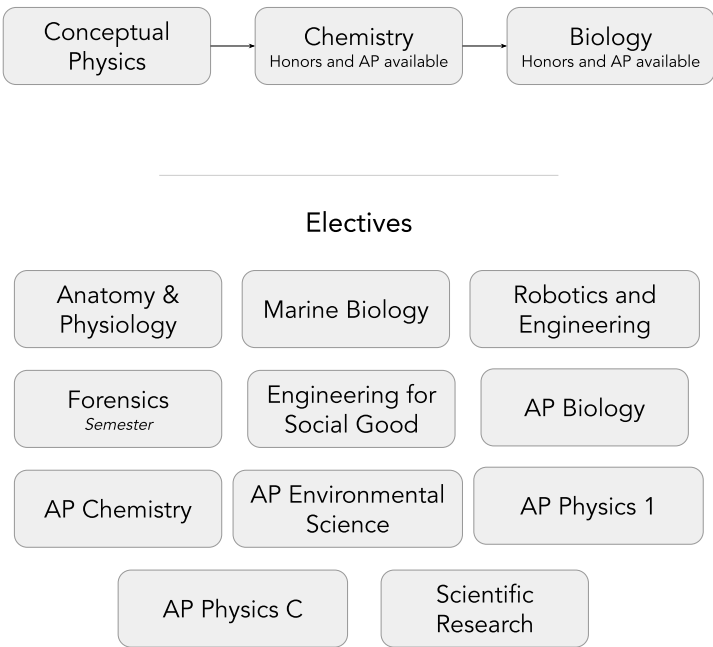 Conceptual
Physics
Chemistry
Honors and AP available
Biology
Honors and AP available
Electives
Anatomy &
Physiology
Marine Biology
Robotics and
Engineering
Forensics
Semester
Engineering for
Social Good
AP Biology
AP Chemistry
AP Environmental
Science
AP Physics 1
AP Physics C
Scientific
Research